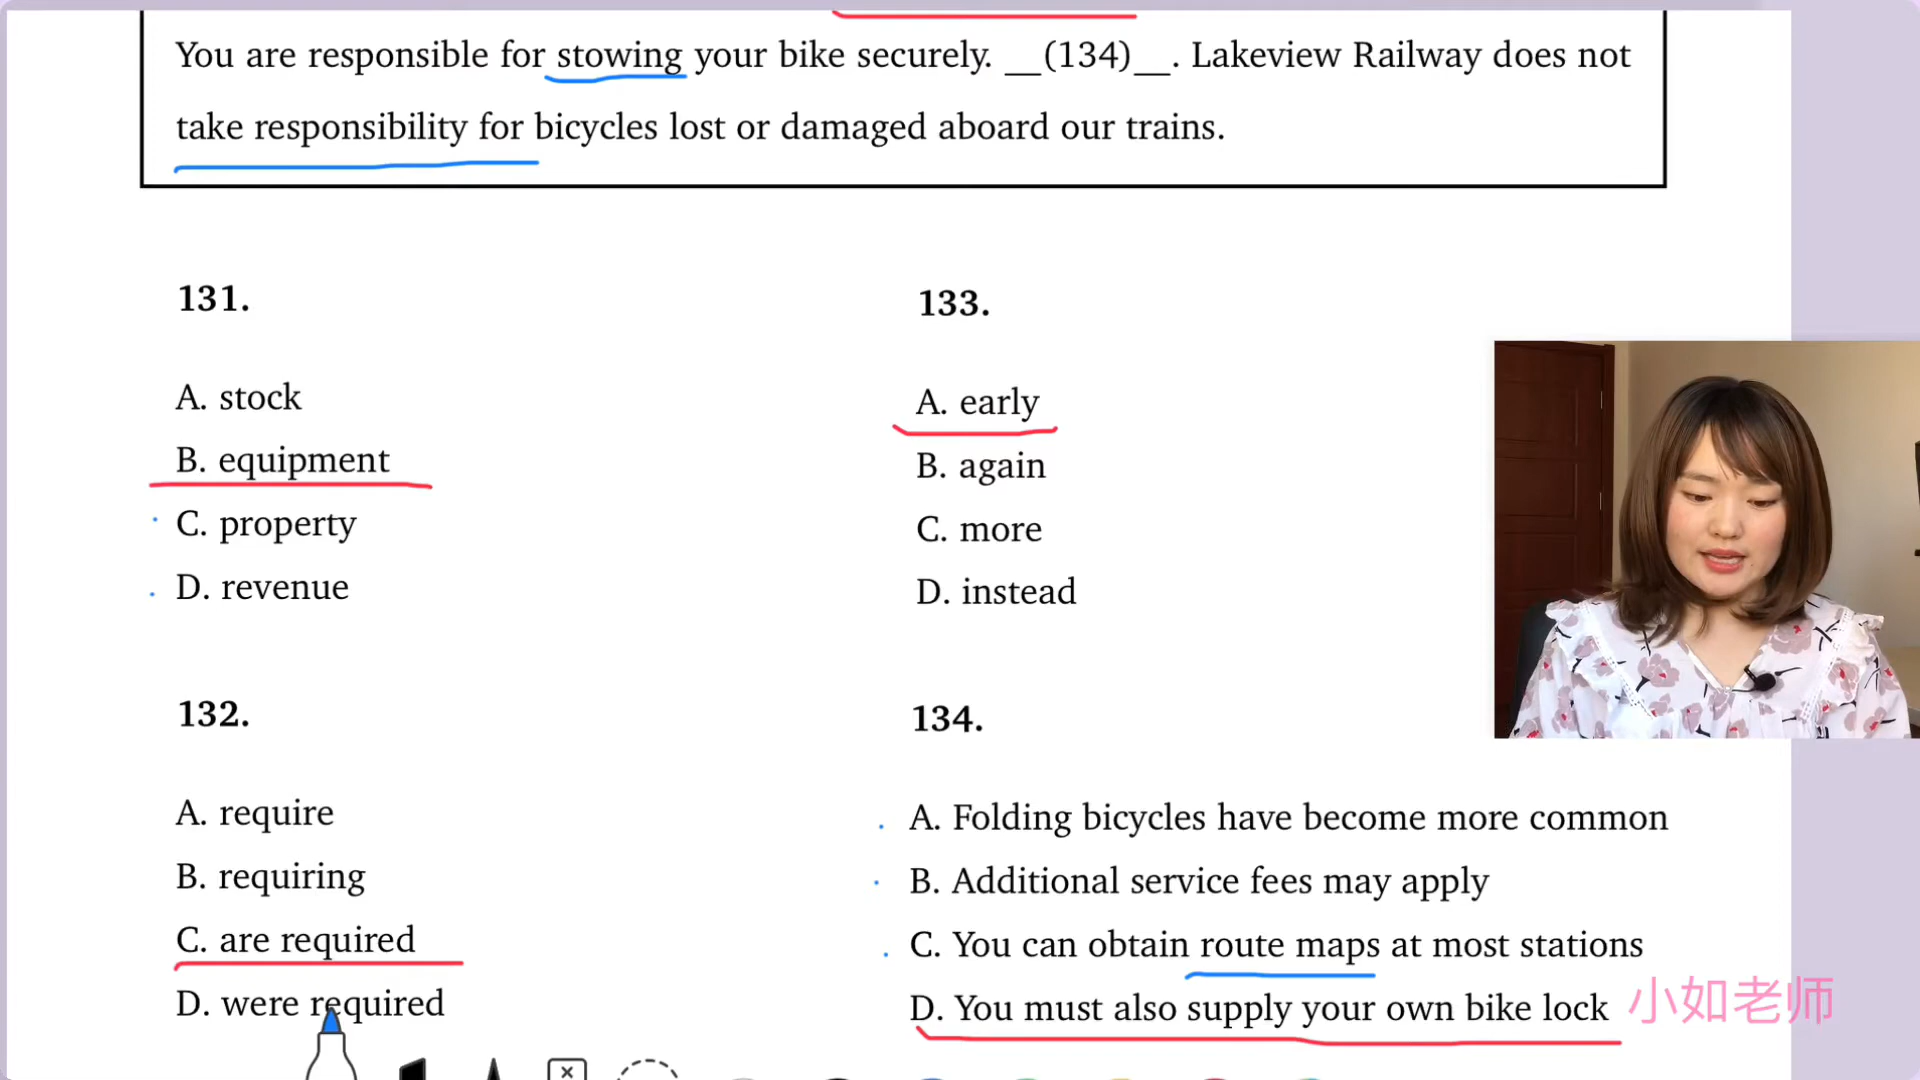 You are responsible for stowing your bike securely. __(134)__. Lakeview Railway does not
take responsibility for bicycles lost or damaged aboard our trains.
131.
A. stock
B. equipment
C. property
D. revenue
132.
A. require
B. requiring
C. are required
D. were required
133.
A. early
B. again
C. more
D. instead
134.
A. Folding bicycles have become more common
B. Additional service fees may apply
C. You can obtain route maps at most stations
D. You must also supply your own bike lock
小如老师